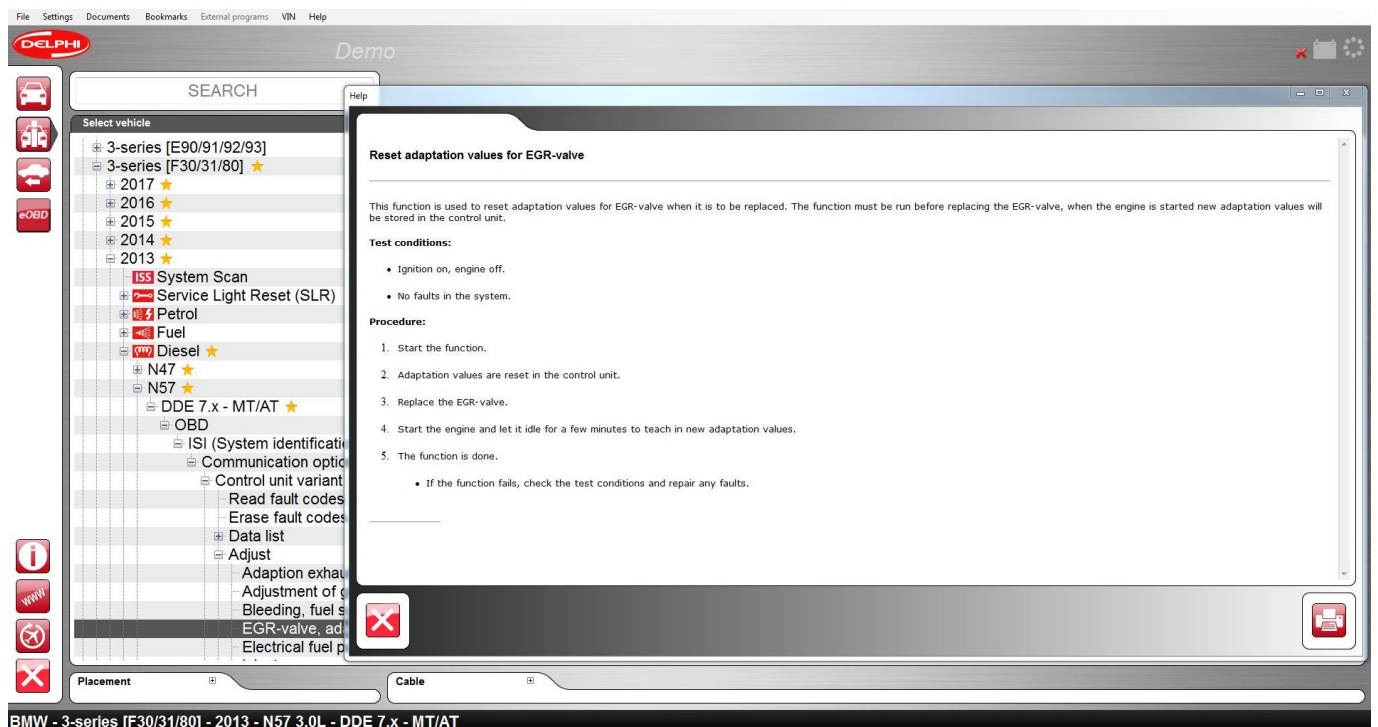 File Settings Documents Bookmarks External programs VIN Help
DELPHI
Demo
SEARCH
Select vehicle
3-series [E90/91/92/93]
3-series [F30/31/80]
2017
2016
eOBD
2015
2014
2013
ISS System Scan
Service Light Reset (SLR)
Petrol
Fuel
Diesel
N47
N57
DDE 7.x - MT/AT
OBD
ISI (System identificati
Communication optio
Control unit variant
Read fault codes
Erase fault codes
Data list
Adjust
Adaption exhau
Adjustment of g
Bleeding, fuel s
EGR-valve, ada
Electrical fuel p
www
Help
Reset adaptation values for EGR-valve
This function is used to reset adaptation values for EGR-valve when it is to be replaced. The function must be run before replacing the EGR-valve, when the engine is started new adaptation values will
be stored in the control unit.
Test conditions:
• Ignition on, engine off.
• No faults in the system.
Procedure:
1. Start the function.
2. Adaptation values are reset in the control unit.
3. Replace the EGR-valve.
4. Start the engine and let it idle for a few minutes to teach in new adaptation values.
5. The function is done.
• If the function fails, check the test conditions and repair any faults.
Placement
Cable
BMW - 3-series [F30/31/80] - 2013 - N57 3.0L - DDE 7.x - MT/AT